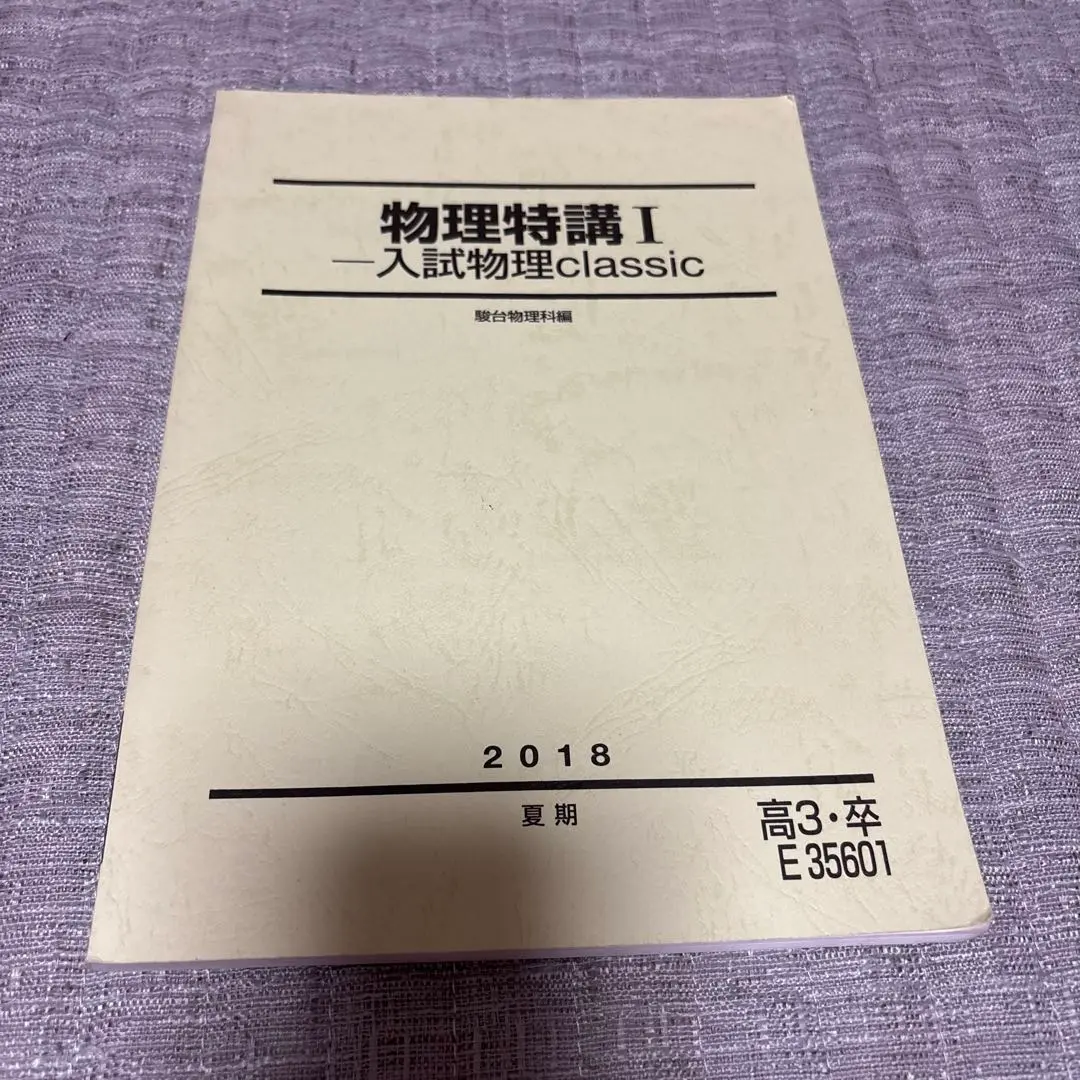 物理特講Ⅰ
—入試物理classic
駿台物理科編
2018
夏期
高3・卒
E35601